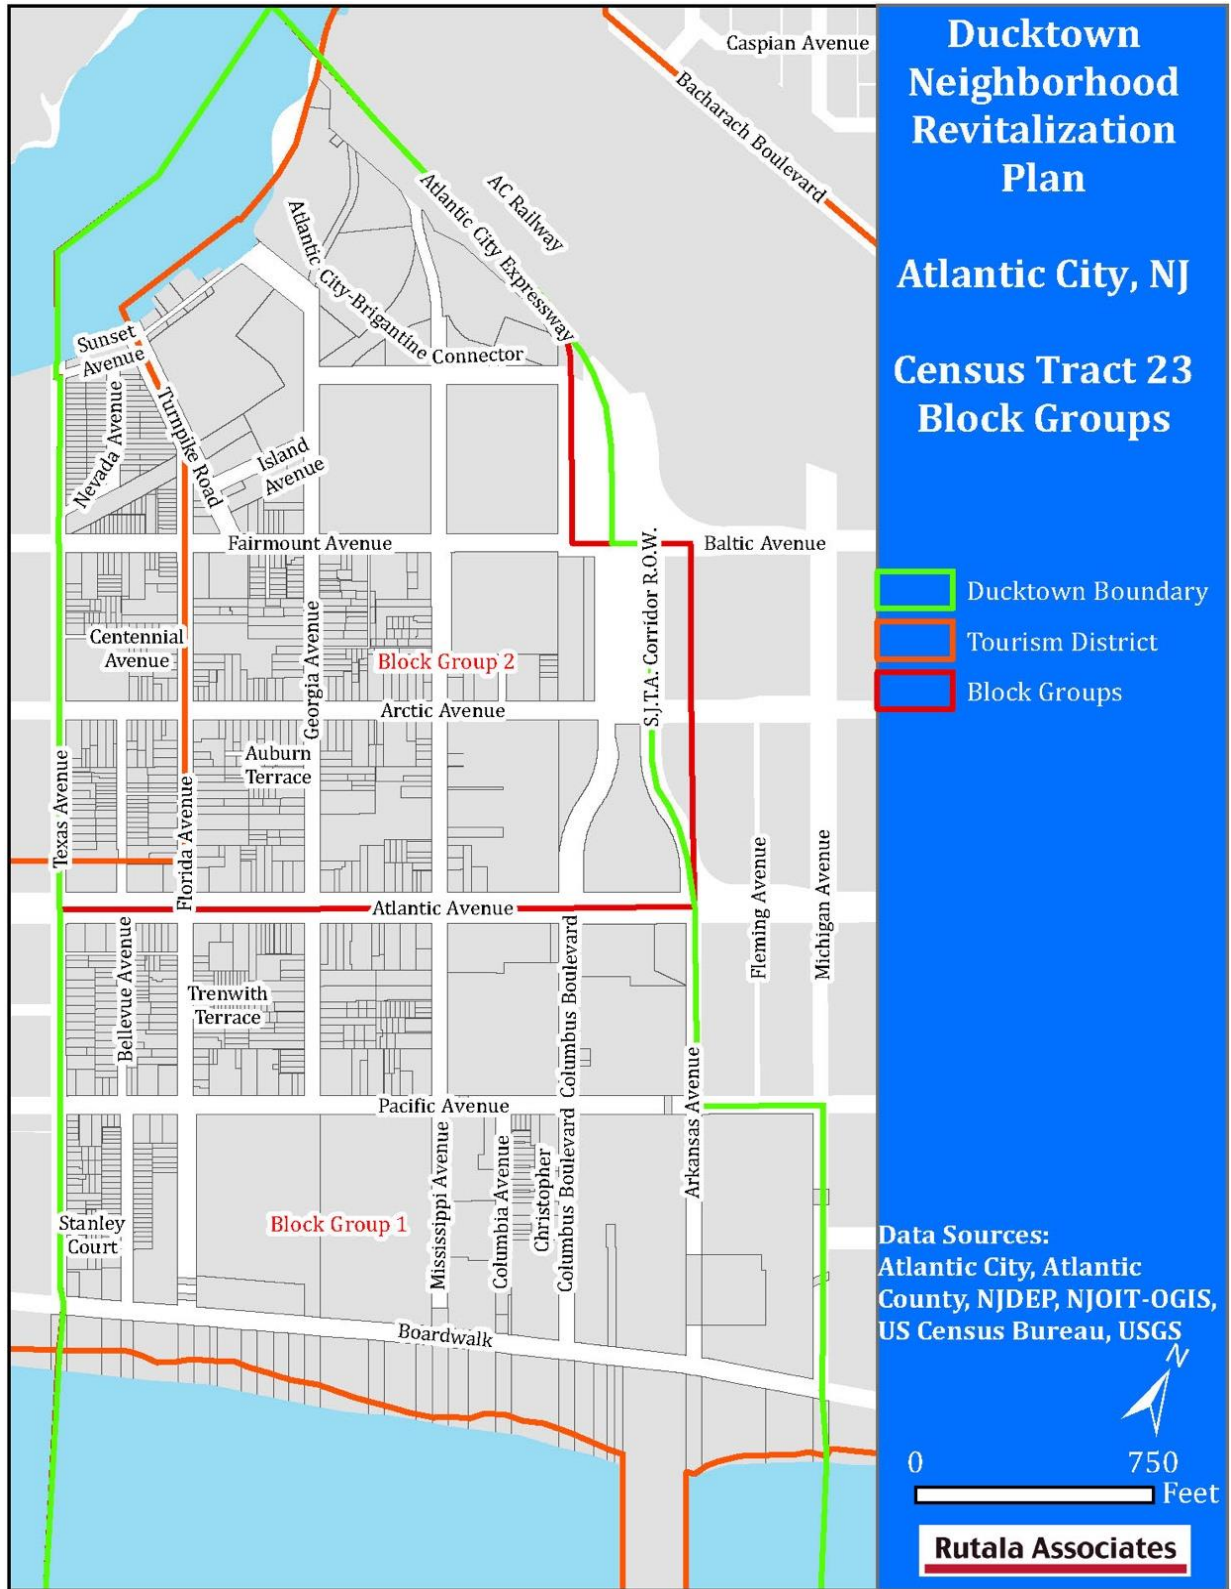 Ducktown
Neighborhood
Revitalization
Plan
Atlantic City, NJ
Census Tract 23
Block Groups
Ducktown Boundary
Tourism District
Block Groups
Data Sources:
Atlantic City, Atlantic
County, NJDEP, NJOIT-OGIS,
US Census Bureau, USGS
N
0 750
Feet
Rutala Associates
Caspian Avenue
Bacharach Boulevard
AC Railway
Atlantic City Expressway
Atlantic City-Brigantine Connector
Sunset
Avenue
Nevada Avenue
Turnpike Road
Island
Avenue
Fairmount Avenue
Baltic Avenue
S.J.T.A. Corridor R.O.W.
Centennial
Avenue
Georgia Avenue
Block Group 2
Arctic Avenue
Auburn
Terrace
Texas Avenue
Florida Avenue
Fleming Avenue
Michigan Avenue
Atlantic Avenue
Bellevue Avenue
Trenwith
Terrace
Columbus Boulevard
Pacific Avenue
Arkansas Avenue
Mississippi Avenue
Columbia Avenue
Christopher
Columbus Boulevard
Stanley
Court
Block Group 1
Boardwalk